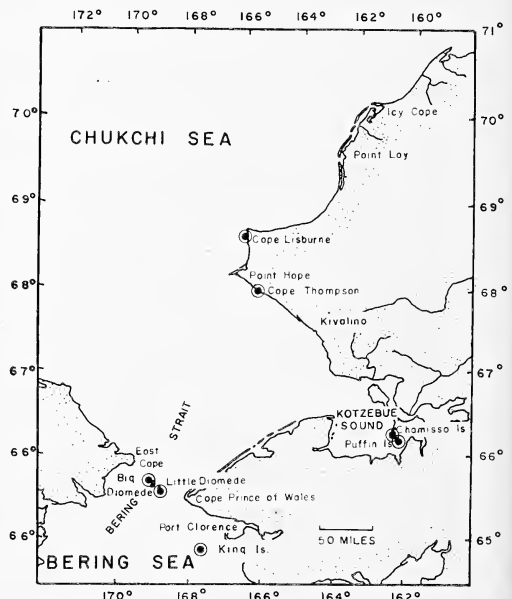 172° 170° 168° 166° 164° 162° 160°
71°
70° 70°
Icy Cape
CHUKCHI SEA
Point Lay
69° 69°
Cape Lisburne
Point Hope
68° Cape Thompson 68°
Kivalina
67° 67°
KOTZEBUE
SOUND
Chamisso Is
Puffin Is
66° 66°
BERING STRAIT
East
Cape
Big
Diomede
Little Diomede
Cape Prince of Wales
Port Clarence
66° 65°
King Is.
50 MILES
BERING SEA
170° 168° 166° 164° 162°